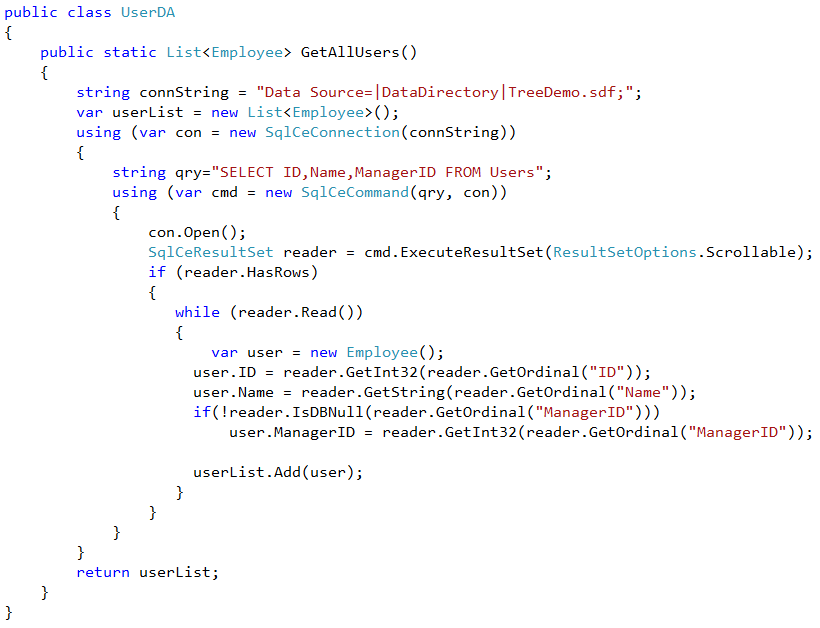 public class UserDA
{
    public static List<Employee> GetAllUsers()
    {
        string connString = "Data Source=|DataDirectory|TreeDemo.sdf;";
        var userList = new List<Employee>();
        using (var con = new SqlCeConnection(connString))
        {
            string qry="SELECT ID,Name,ManagerID FROM Users";
            using (var cmd = new SqlCeCommand(qry, con))
            {
                con.Open();
                SqlCeResultSet reader = cmd.ExecuteResultSet(ResultSetOptions.Scrollable);
                if (reader.HasRows)
                {
                   while (reader.Read())
                   {
                       var user = new Employee();
                     user.ID = reader.GetInt32(reader.GetOrdinal("ID"));
                     user.Name = reader.GetString(reader.GetOrdinal("Name"));
                     if(!reader.IsDBNull(reader.GetOrdinal("ManagerID")))
                         user.ManagerID = reader.GetInt32(reader.GetOrdinal("ManagerID"));

                     userList.Add(user);
                   }
                }
            }
        }
        return userList;
    }
}